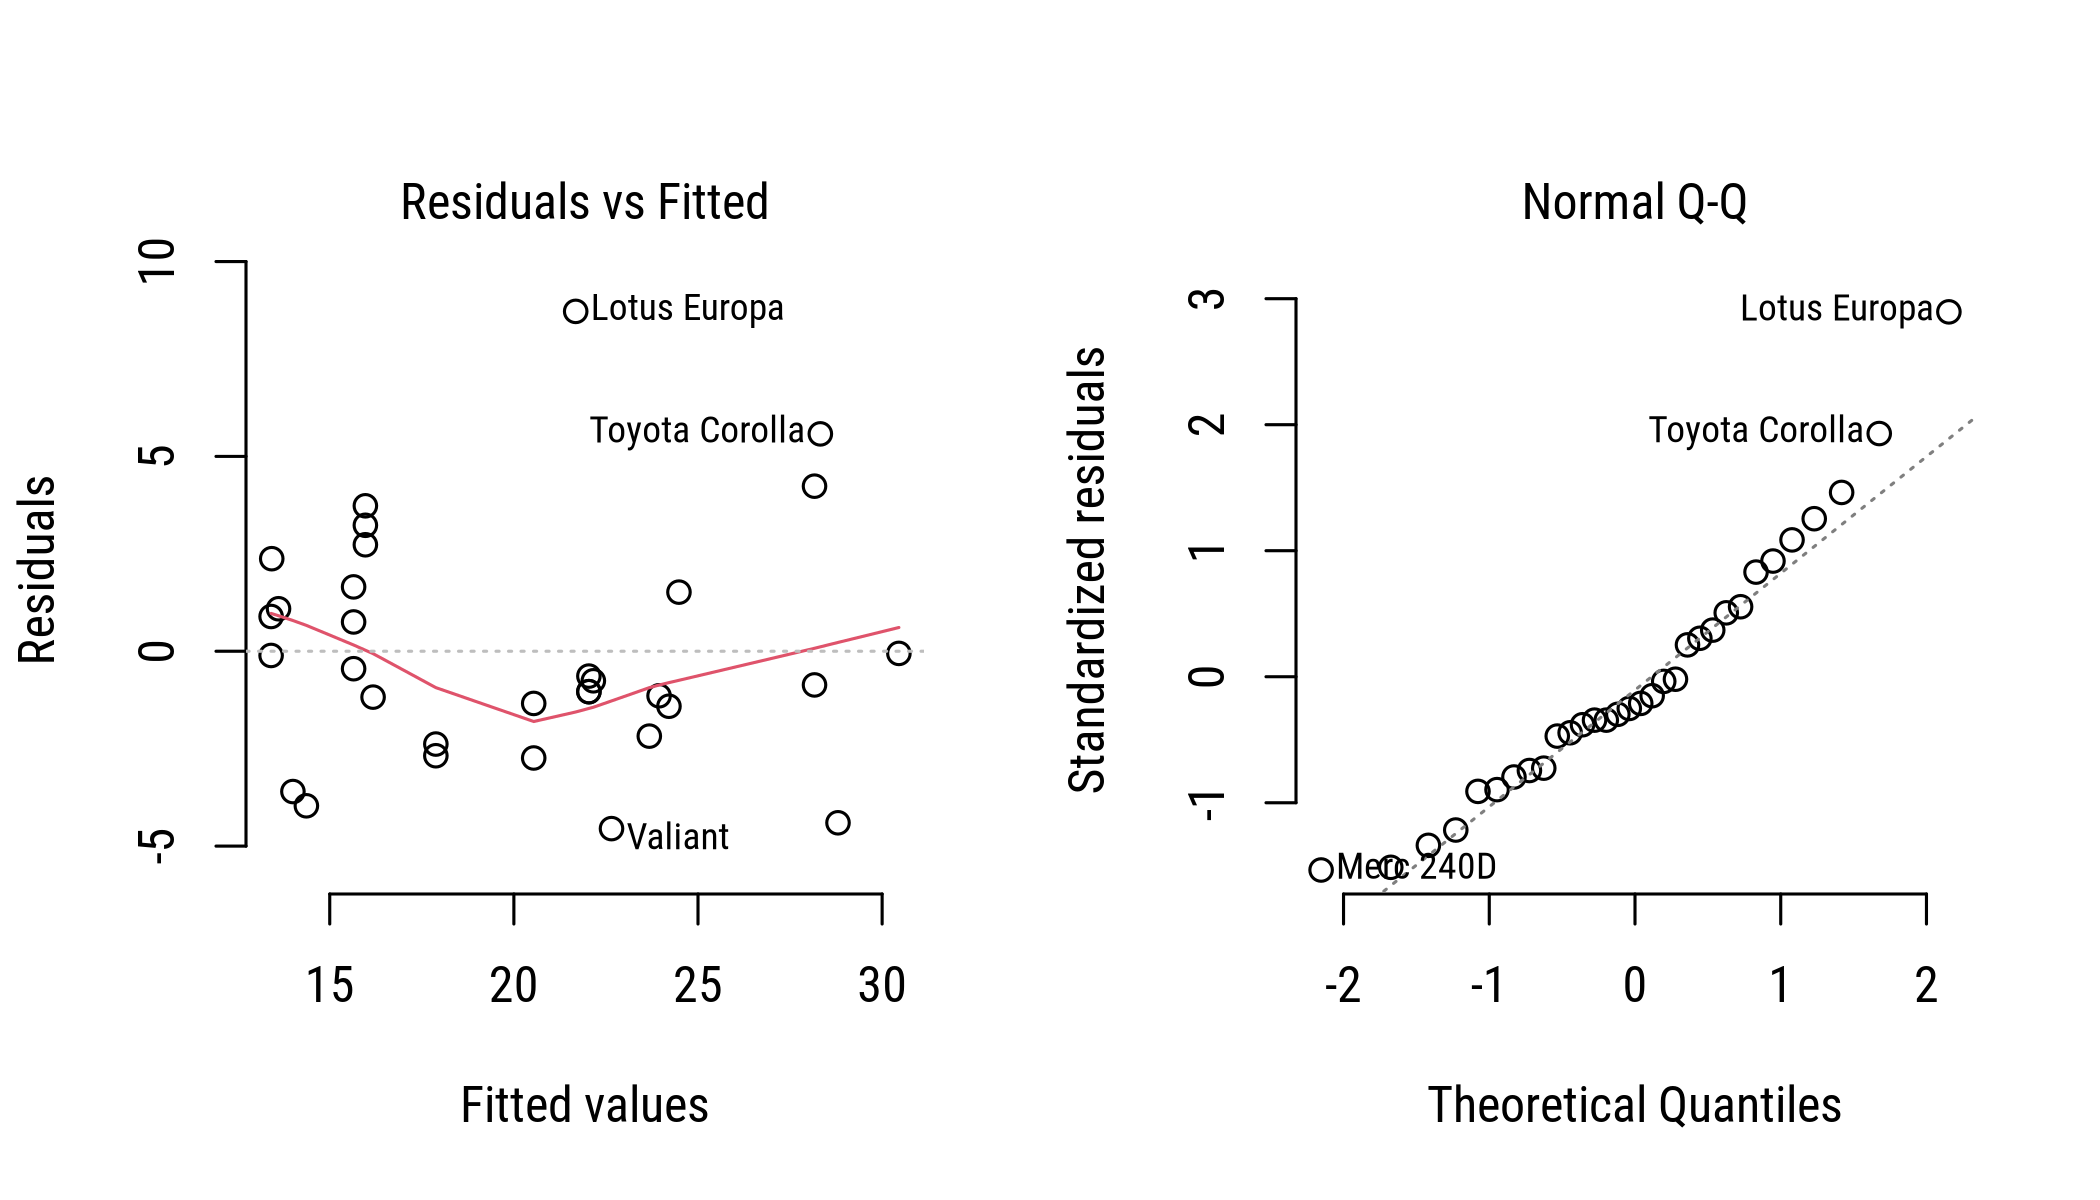 Residuals vs Fitted
Residuals
10
5
0
-5
Lotus Europa
Toyota Corolla
Valiant
15 20 25 30
Fitted values
Normal Q-Q
Standardized residuals
3
2
1
0
-1
Lotus Europa
Toyota Corolla
Merc 240D
-2 -1 0 1 2
Theoretical Quantiles